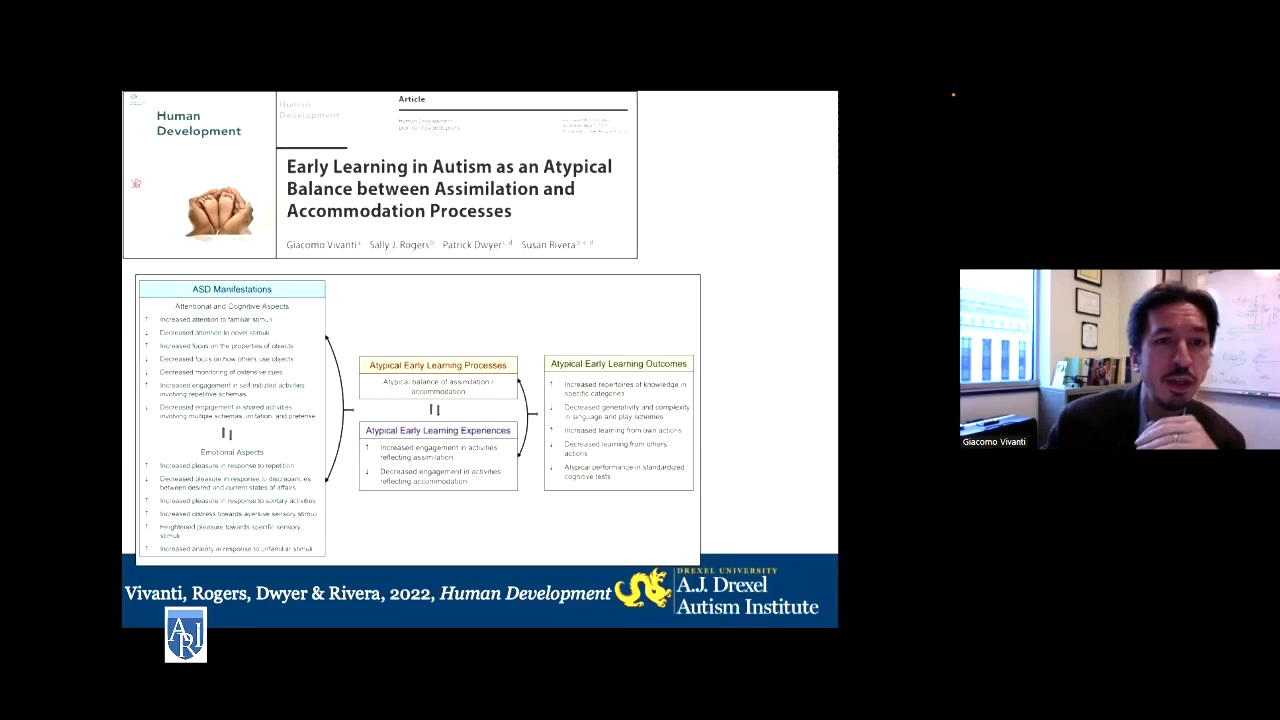 Human
Development
Human
Development
Article
Early Learning in Autism as an Atypical
Balance between Assimilation and
Accommodation Processes
Giacomo Vivanti Sally J. Rogers Patrick Dwyer Susan Rivera
ASD Manifestations
Attentional and Cognitive Aspects
↑ Increased attention to familiar stimuli
↓ Decreased attention to novel stimuli
↑ Increased focus on the properties of objects
↓ Decreased focus on how others use objects
↓ Decreased monitoring of ostensive cues
↑ Increased engagement in self-initiated activities
involving repetitive schemas
↓ Decreased engagement in shared activities
involving multiple schemas, imitation, and pretense
Emotional Aspects
↑ Increased pleasure in response to repetition
↓ Decreased pleasure in response to discrepancies
between desired and current states of affairs
↑ Increased pleasure in response to solitary activities
↑ Increased distress towards aversive sensory stimuli
↑ Heightened pleasure towards specific sensory
stimuli
↑ Increased anxiety in response to unfamiliar stimuli
Atypical Early Learning Processes
Atypical balance of assimilation /
accommodation
Atypical Early Learning Experiences
↑ Increased engagement in activities
reflecting assimilation
↓ Decreased engagement in activities
reflecting accommodation
Atypical Early Learning Outcomes
↑ Increased repertoires of knowledge in
specific categories
↓ Decreased generativity and complexity
in language and play schemes
↑ Increased learning from own actions
↓ Decreased learning from others'
actions
↓ Atypical performance in standardized
cognitive tests
Vivanti, Rogers, Dwyer & Rivera, 2022, Human Development
DREXEL UNIVERSITY
A.J. Drexel
Autism Institute
ARI
Giacomo Vivanti